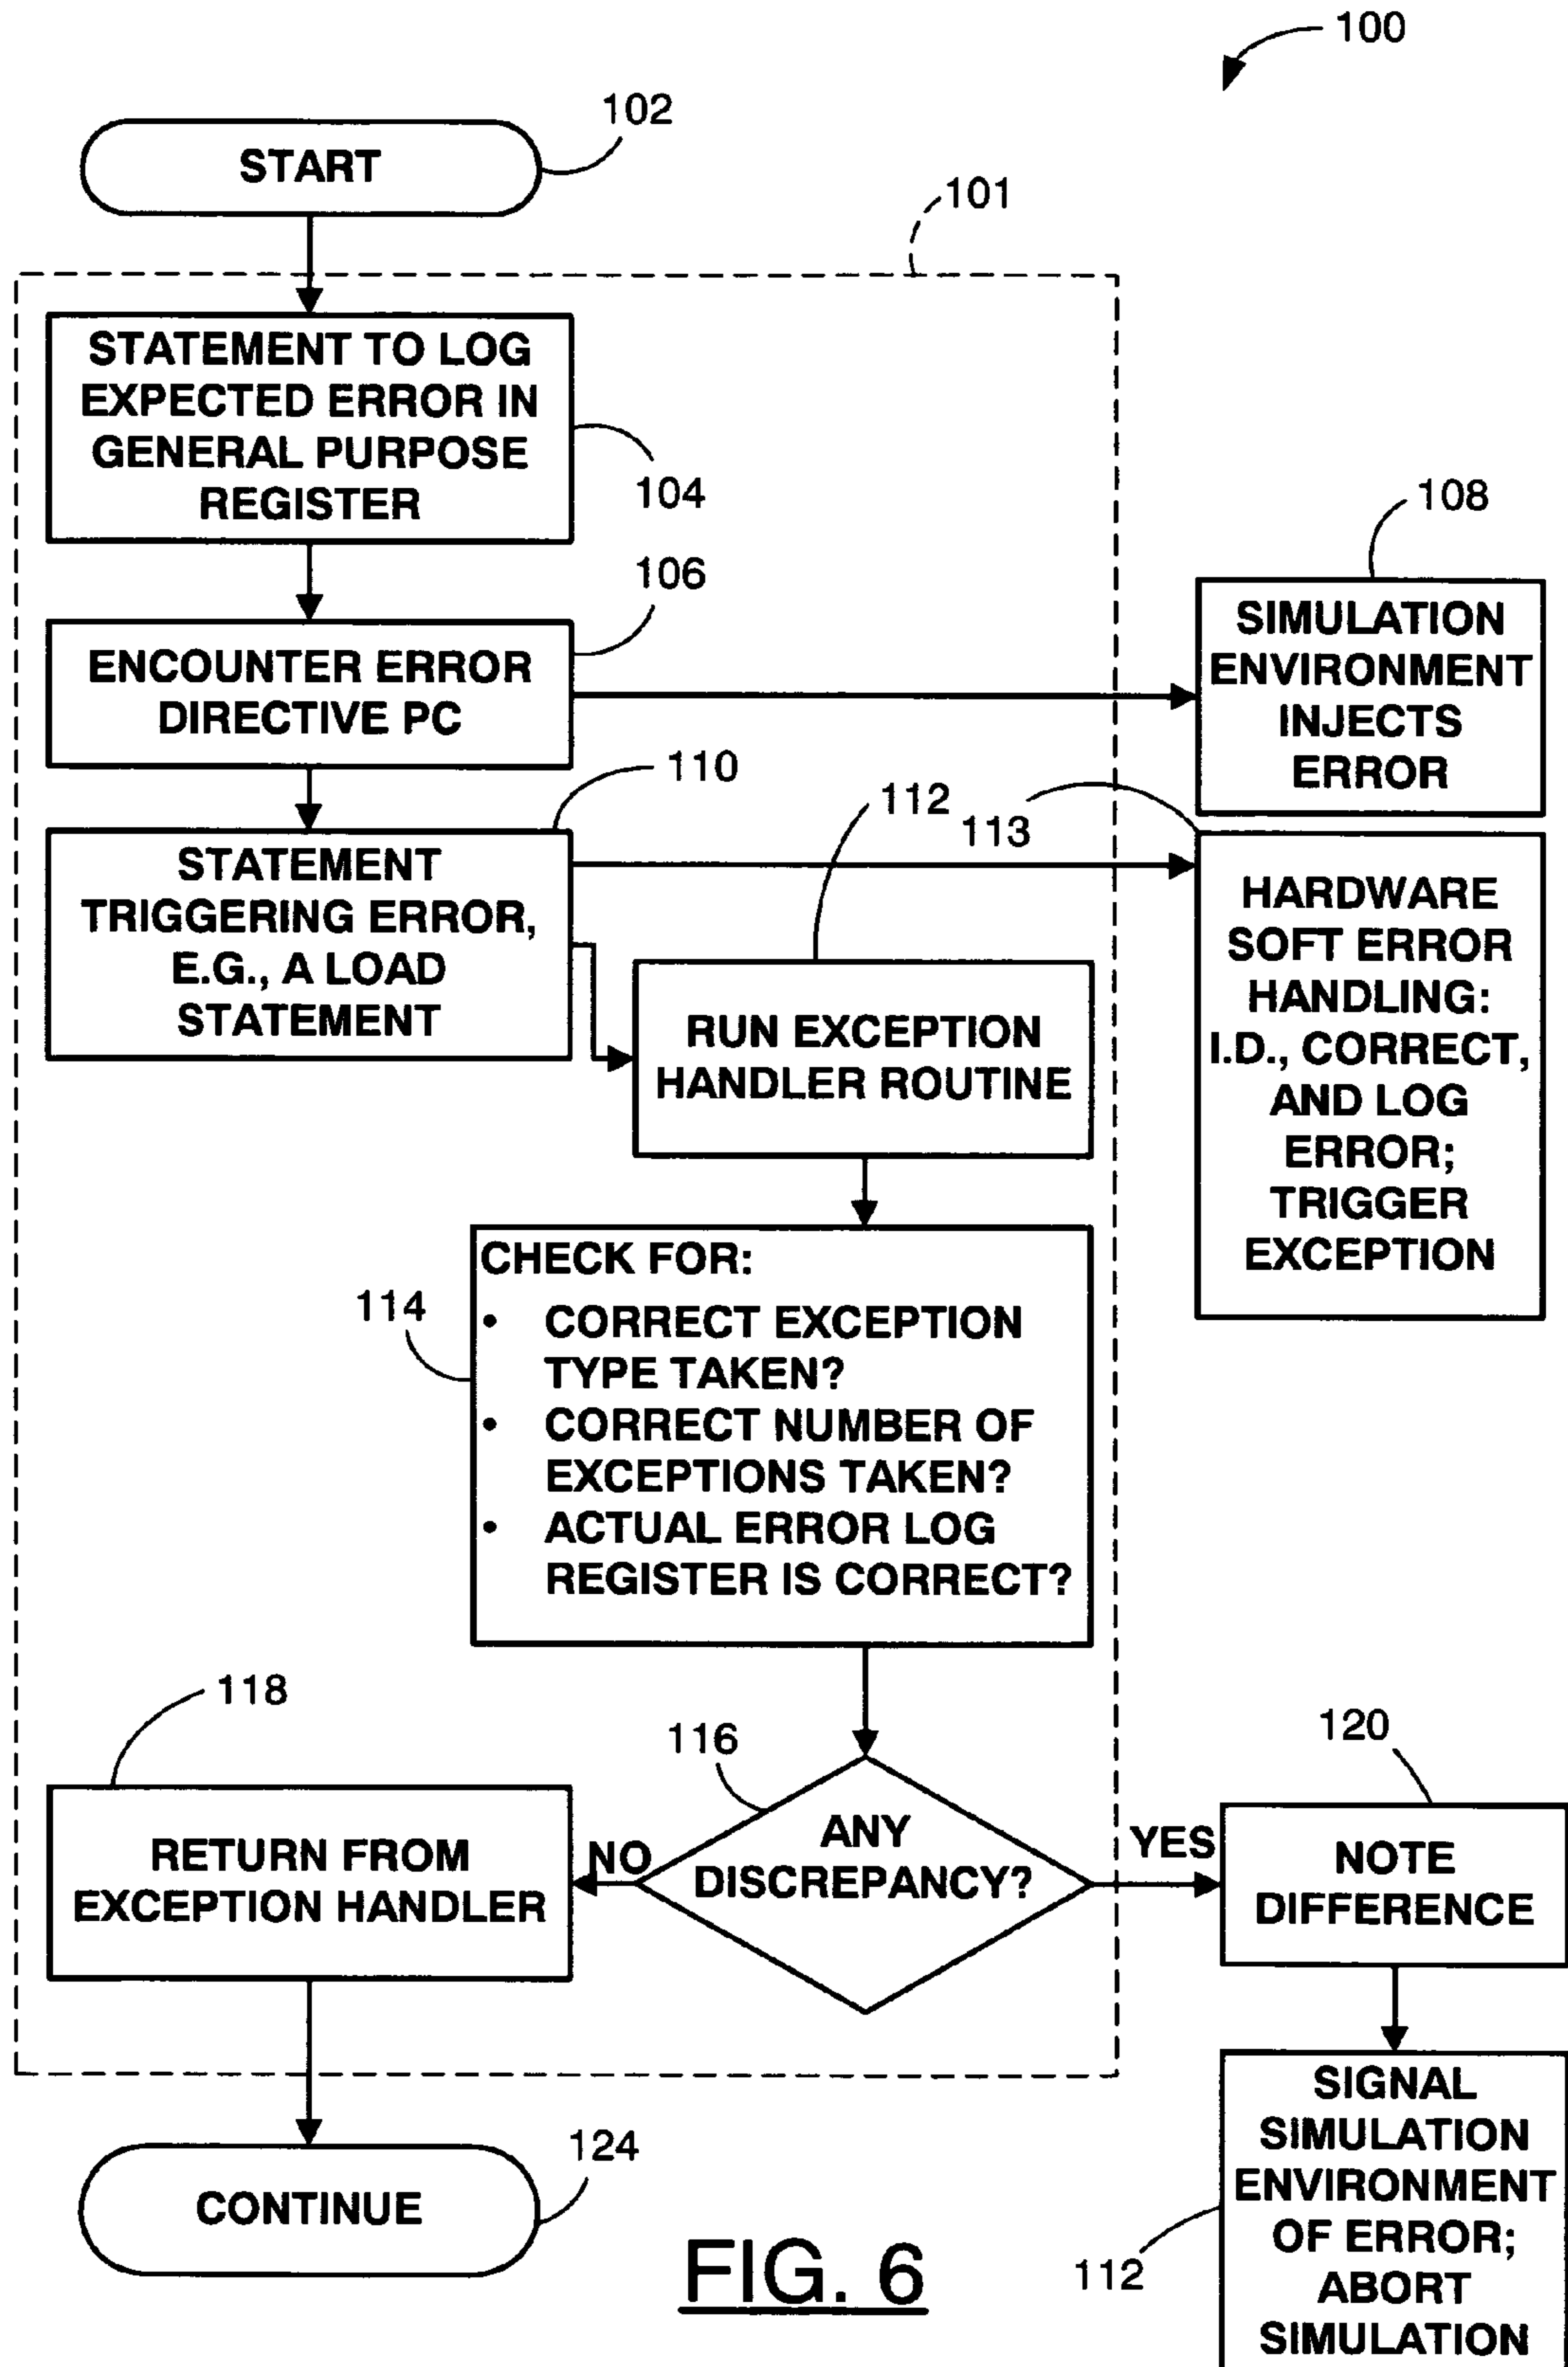 100
102
START
101
STATEMENT TO LOG
EXPECTED ERROR IN
GENERAL PURPOSE
REGISTER
104
106
ENCOUNTER ERROR
DIRECTIVE PC
108
SIMULATION
ENVIRONMENT
INJECTS
ERROR
110
STATEMENT
TRIGGERING ERROR,
E.G., A LOAD
STATEMENT
112
113
HARDWARE
SOFT ERROR
HANDLING:
I.D., CORRECT,
AND LOG
ERROR;
TRIGGER
EXCEPTION
RUN EXCEPTION
HANDLER ROUTINE
114
CHECK FOR:
• CORRECT EXCEPTION
TYPE TAKEN?
• CORRECT NUMBER OF
EXCEPTIONS TAKEN?
• ACTUAL ERROR LOG
REGISTER IS CORRECT?
116
ANY
DISCREPANCY?
NO
YES
118
RETURN FROM
EXCEPTION HANDLER
120
NOTE
DIFFERENCE
124
CONTINUE
112
SIGNAL
SIMULATION
ENVIRONMENT
OF ERROR;
ABORT
SIMULATION
FIG. 6